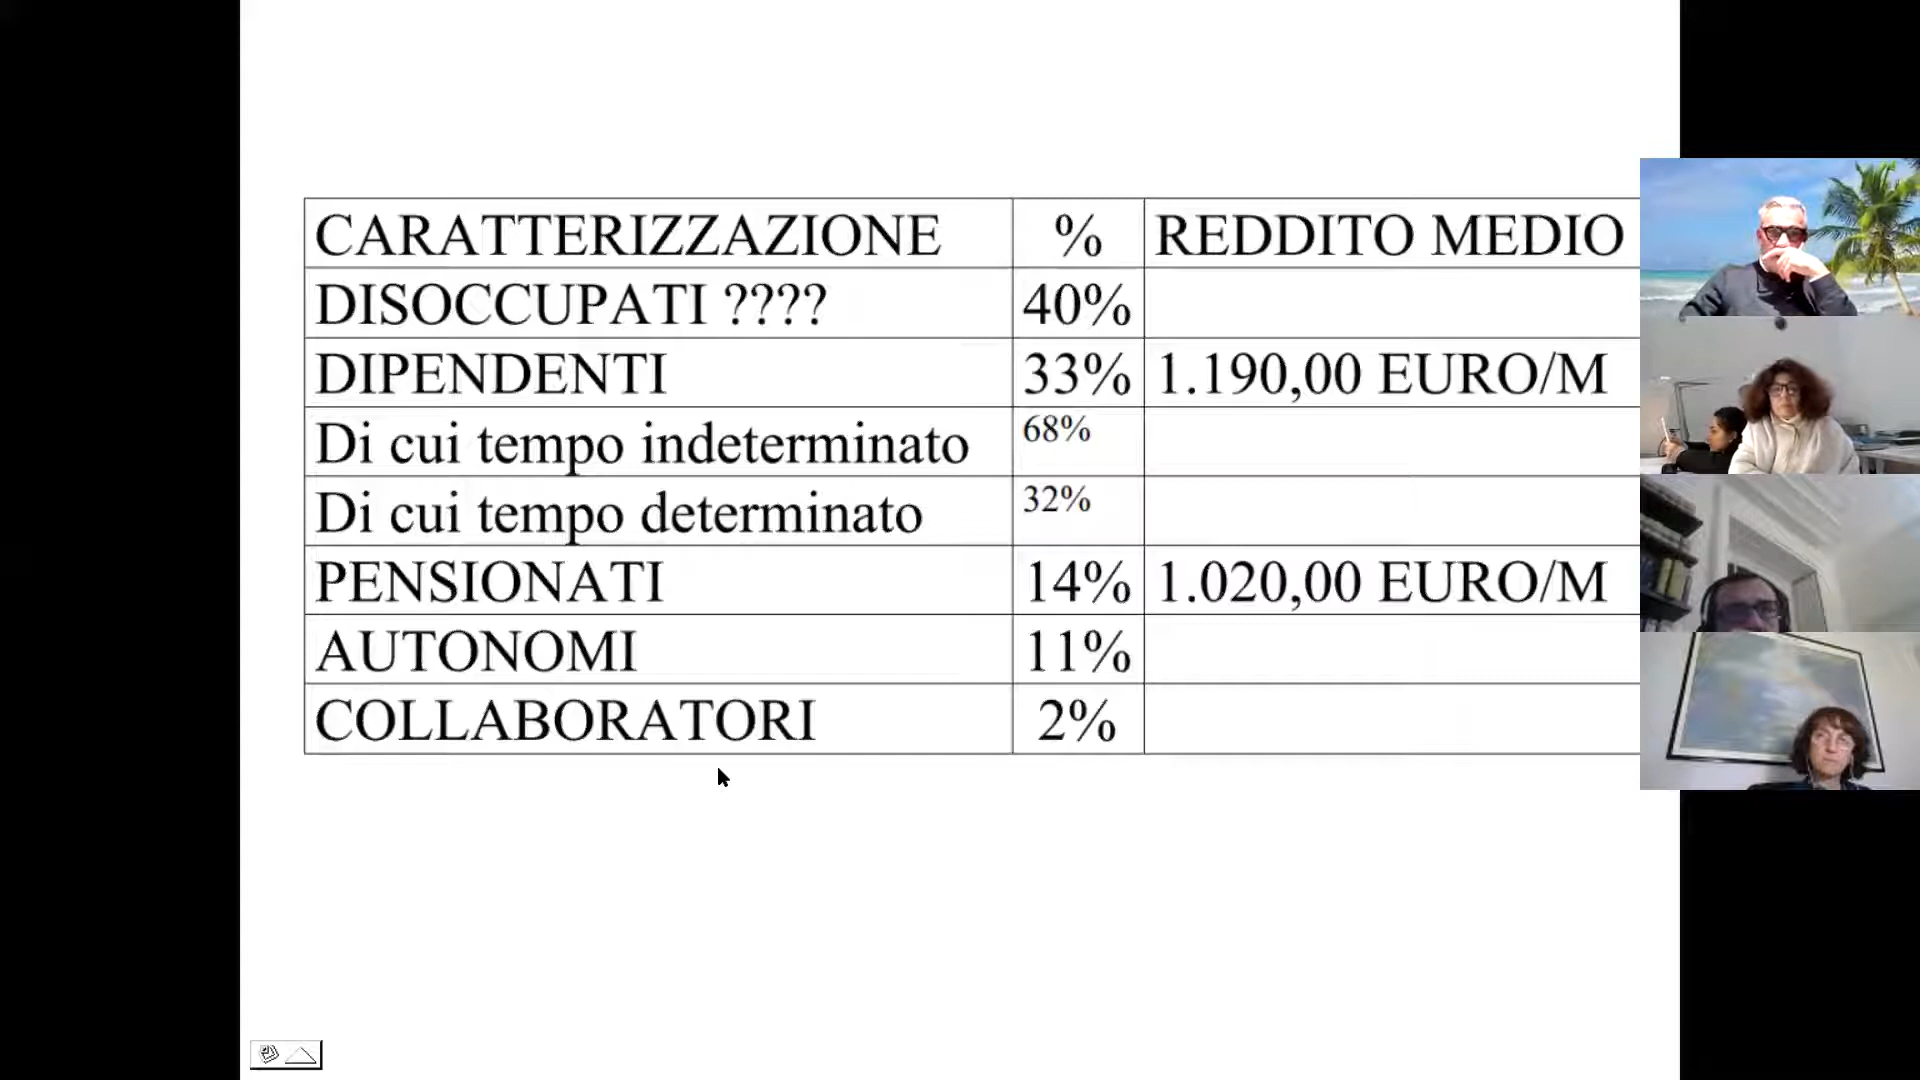 CARATTERIZZAZIONE % REDDITO MEDIO
DISOCCUPATI ???? 40%
DIPENDENTI 33% 1.190,00 EURO/M
Di cui tempo indeterminato 68%
Di cui tempo determinato 32%
PENSIONATI 14% 1.020,00 EURO/M
AUTONOMI 11%
COLLABORATORI 2%